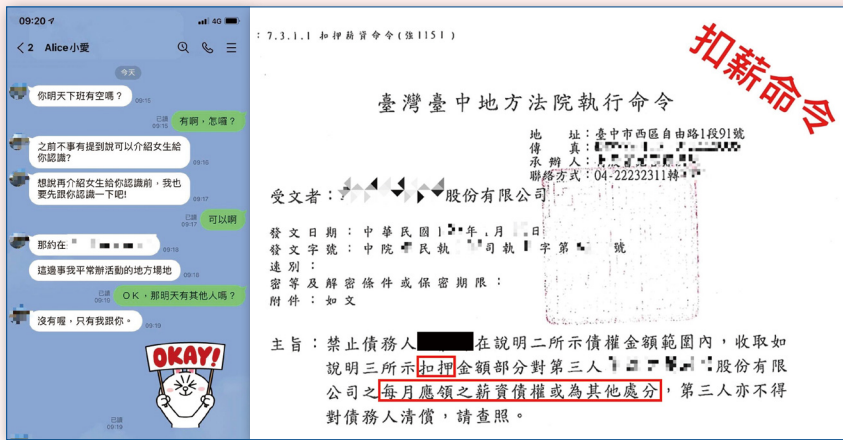 09:20
4G
2 Alice小愛
今天
你明天下班有空嗎？
09:15
已讀
09:15
有啊，怎囉？
之前不事有提到說可以介紹女生給
你認識?
09:16
想說再介紹女生給你認識前，我也
要先跟你認識一下吧!
09:17
已讀
09:17
可以啊
那約在
09:18
這邊事我平常辦活動的地方場地
09:18
已讀
09:18
OK，那明天有其他人嗎？
沒有喔，只有我跟你。
09:19
OKAY!
已讀
09:19
: 7.3.1.1 扣押薪資命令(強1151)
扣薪命令
臺灣臺中地方法院執行命令
地 址：臺中市西區自由路1段91號
傳 真：
承辦人：
聯絡方式：04-22232311轉
受文者：股份有限公司
發文日期：中華民國1 年 月 日
發文字號：中院 民執 司執 字第 號
速別：
密等及解密條件或保密期限：
附件：如文
主旨：禁止債務人 在說明二所示債權金額範圍內，收取如
說明三所示扣押金額部分對第三人 股份有限
公司之每月應領之薪資債權或為其他處分，第三人亦不得
對債務人清償，請查照。